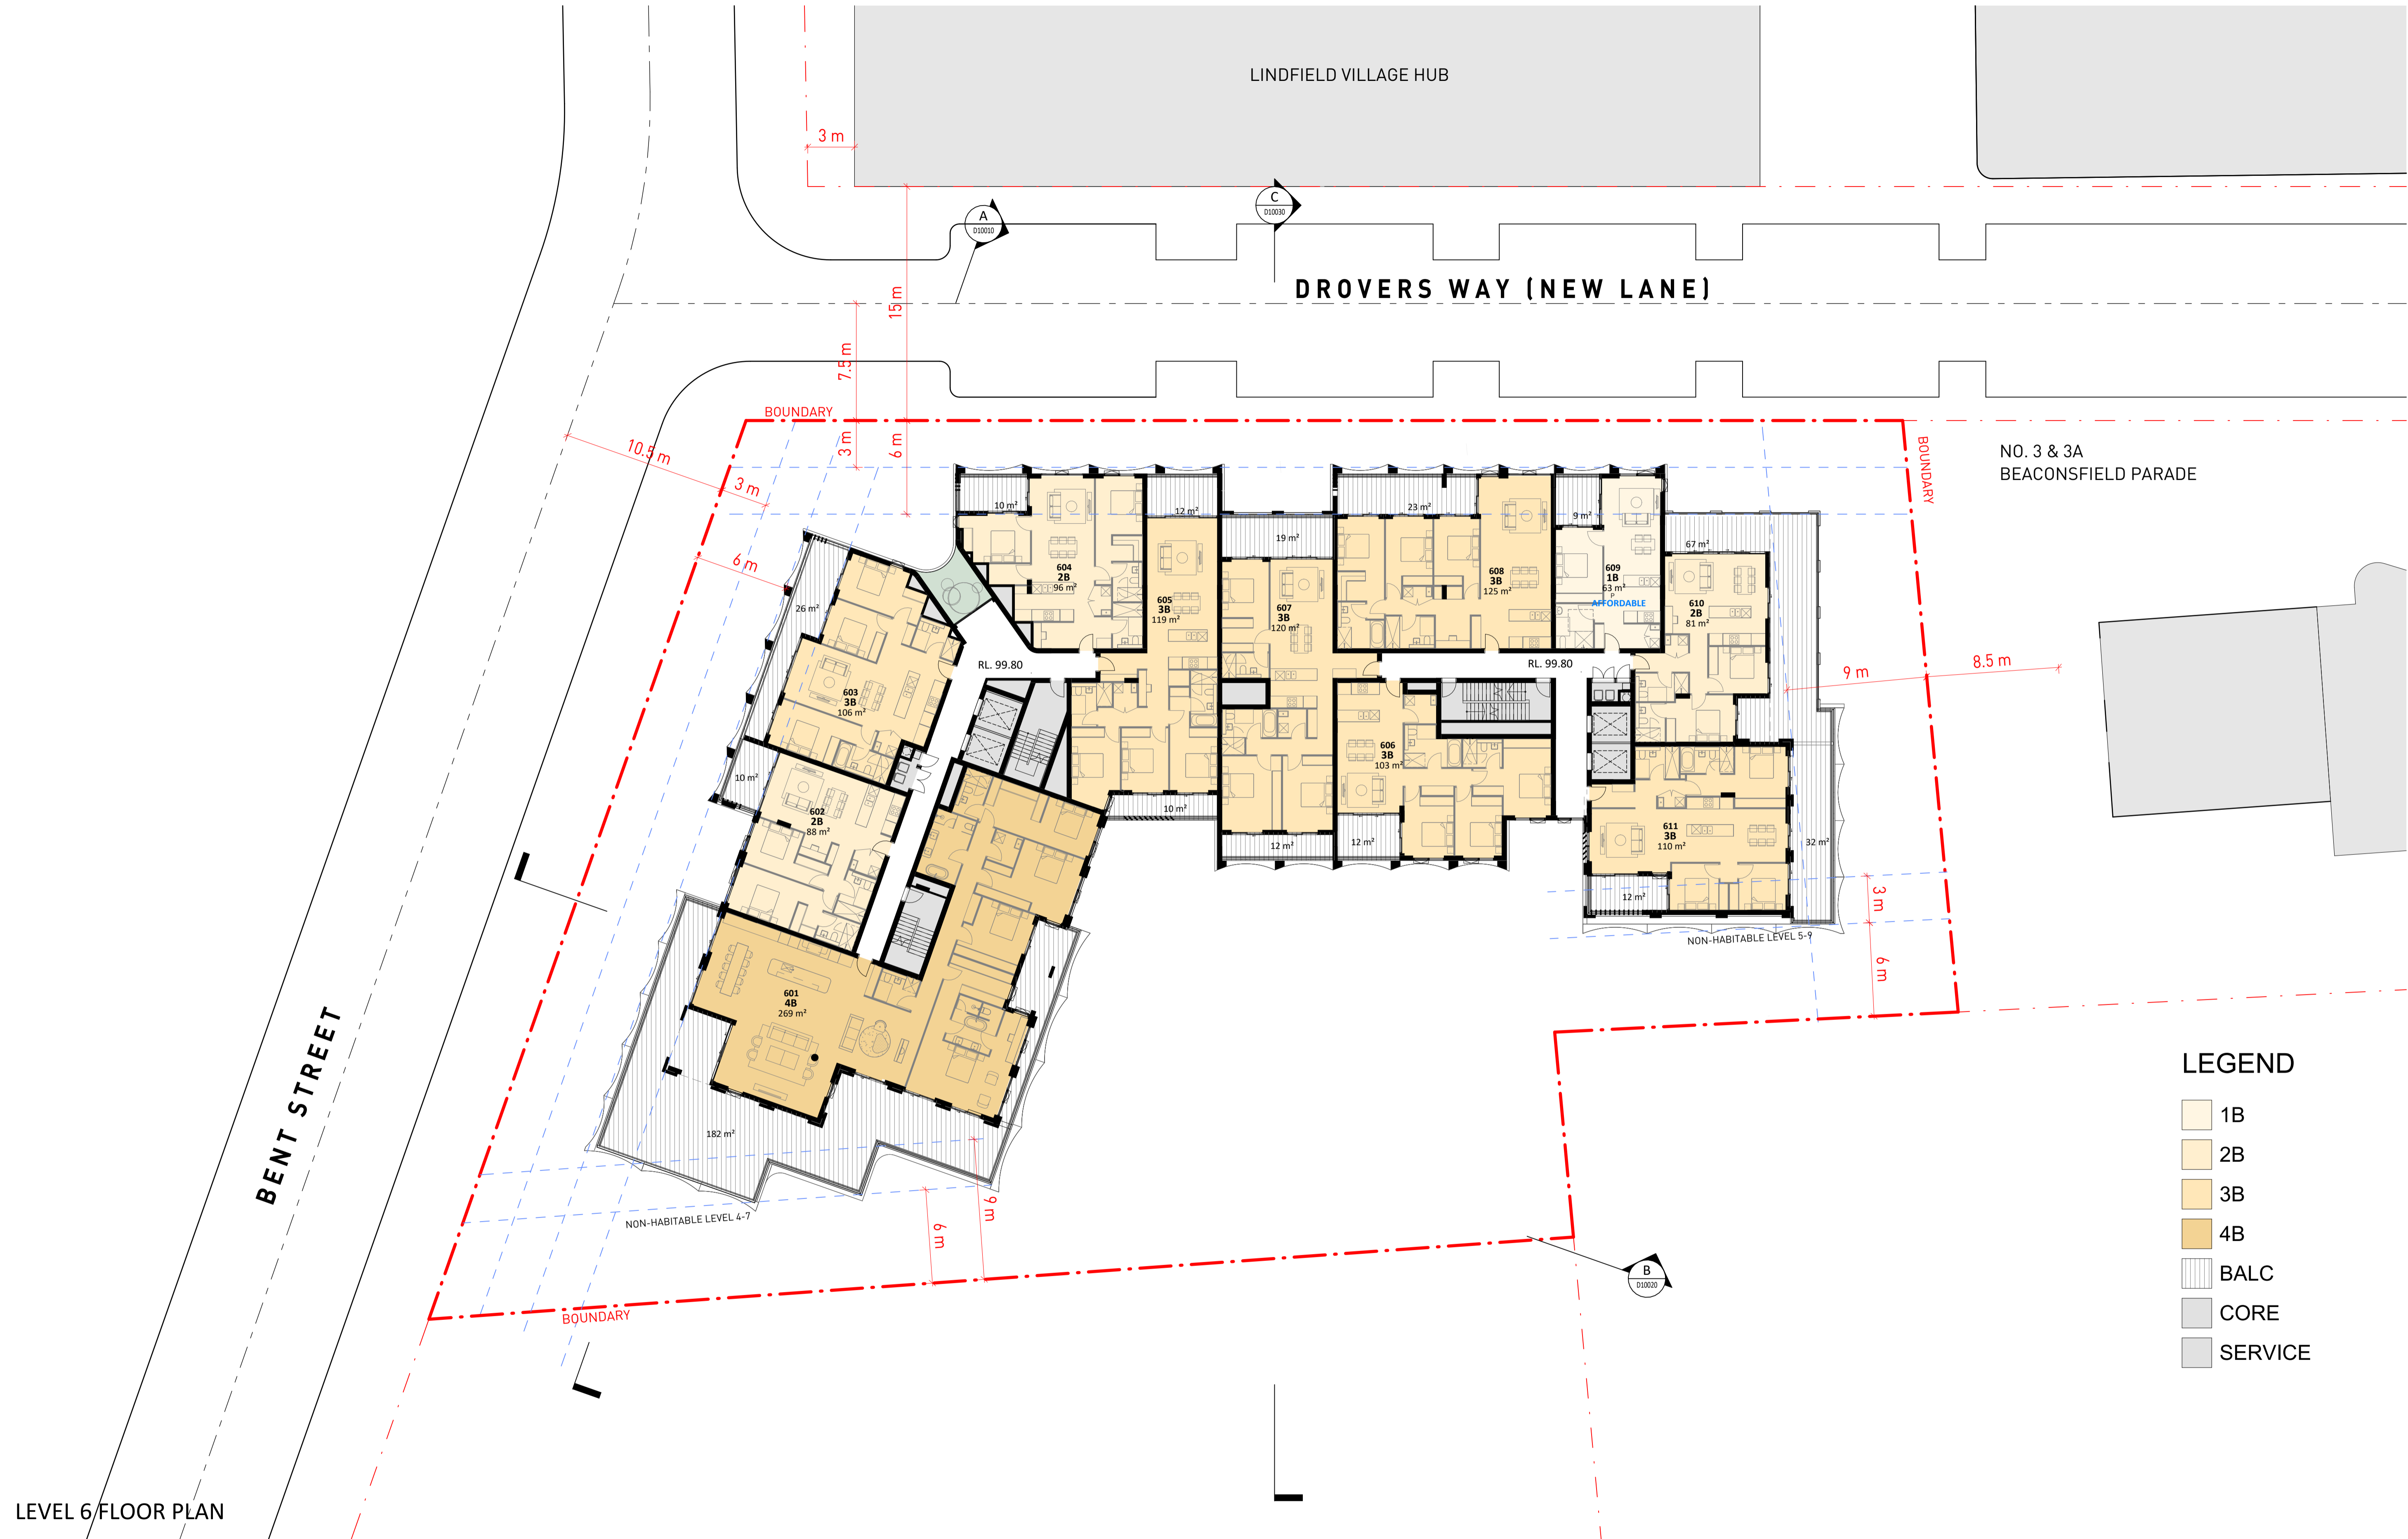 LINDFIELD VILLAGE HUB
3 m
A
D10010
C
D10030
15 m
DROVERS WAY (NEW LANE)
7.5 m
BOUNDARY
3 m
6 m
10.5 m
3 m
6 m
BOUNDARY
NO. 3 & 3A
BEACONSFIELD PARADE
10 m²
12 m²
19 m²
23 m²
9 m²
67 m²
26 m²
604
2B
96 m²
605
3B
119 m²
607
3B
120 m²
608
3B
125 m²
609
1B
63 m²
P
AFFORDABLE
610
2B
81 m²
RL. 99.80
RL. 99.80
9 m
8.5 m
603
3B
106 m²
10 m²
606
3B
103 m²
602
2B
88 m²
10 m²
12 m²
12 m²
611
3B
110 m²
32 m²
12 m²
3 m
NON-HABITABLE LEVEL 5-9
6 m
601
4B
269 m²
182 m²
NON-HABITABLE LEVEL 4-7
9 m
6 m
BOUNDARY
BENT STREET
B
D10020
LEGEND
1B
2B
3B
4B
BALC
CORE
SERVICE
LEVEL 6 FLOOR PLAN